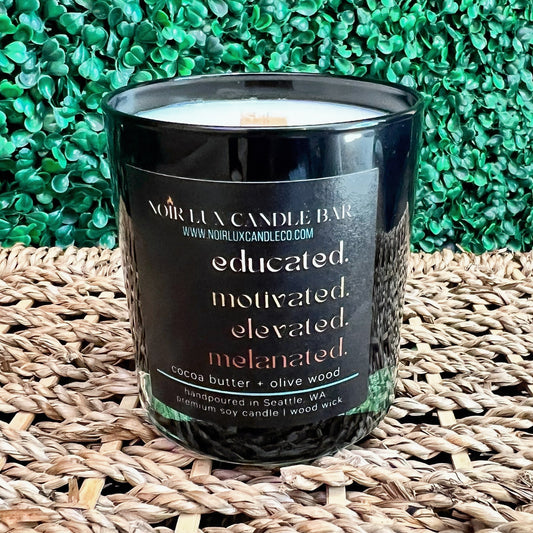 NOIR LUX CANDLE BAR
WWW.NOIRLUXCANDLECO.COM
educated.
motivated.
elevated.
melanated.
cocoa butter + olive wood
handpoured in Seattle, WA
premium soy candle | wood wick